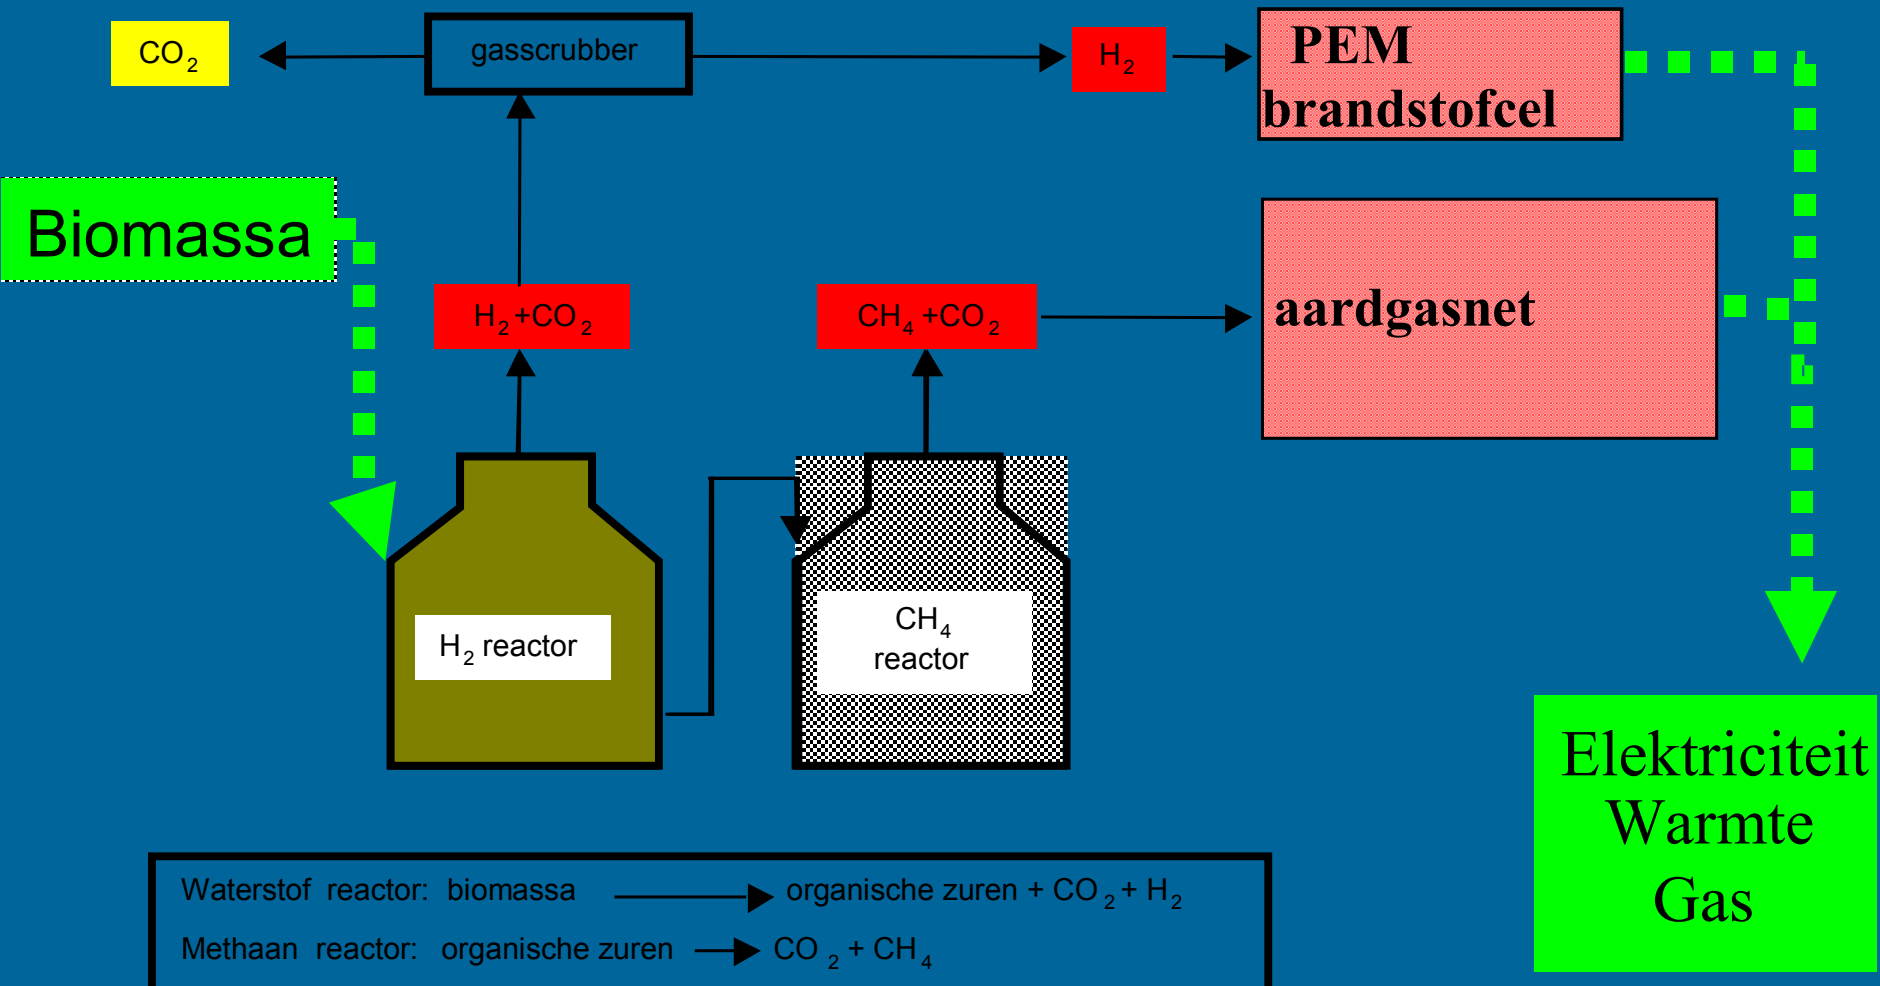 CO2
gasscrubber
H2
PEM
brandstofcel
Biomassa
H2+CO2
CH4 +CO2
aardgasnet
H2 reactor
CH4
reactor
Elektriciteit
Warmte
Gas
Waterstof reactor: biomassa → organische zuren + CO2 + H2
Methaan reactor: organische zuren → CO2 + CH4